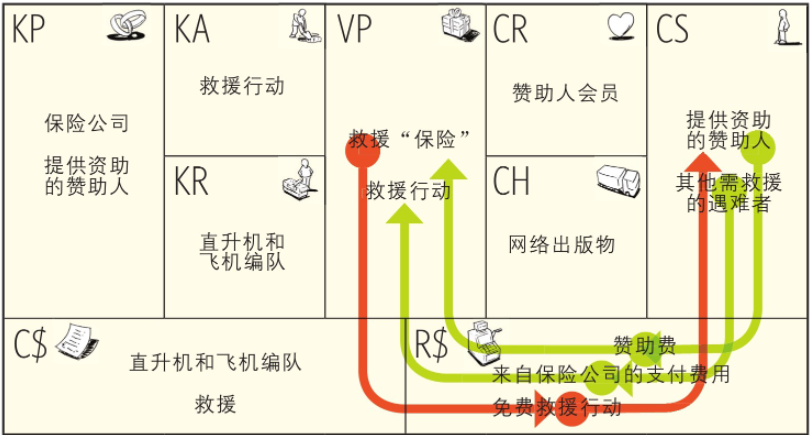 KP
保险公司
提供资助
的赞助人
KA
救援行动
KR
直升机和
飞机编队
VP
救援“保险”
救援行动
CR
赞助人会员
CH
网络出版物
CS
提供资助
的赞助人
其他需救援
的遇难者
C$
直升机和飞机编队
救援
R$
赞助费
来自保险公司的支付费用
免费救援行动